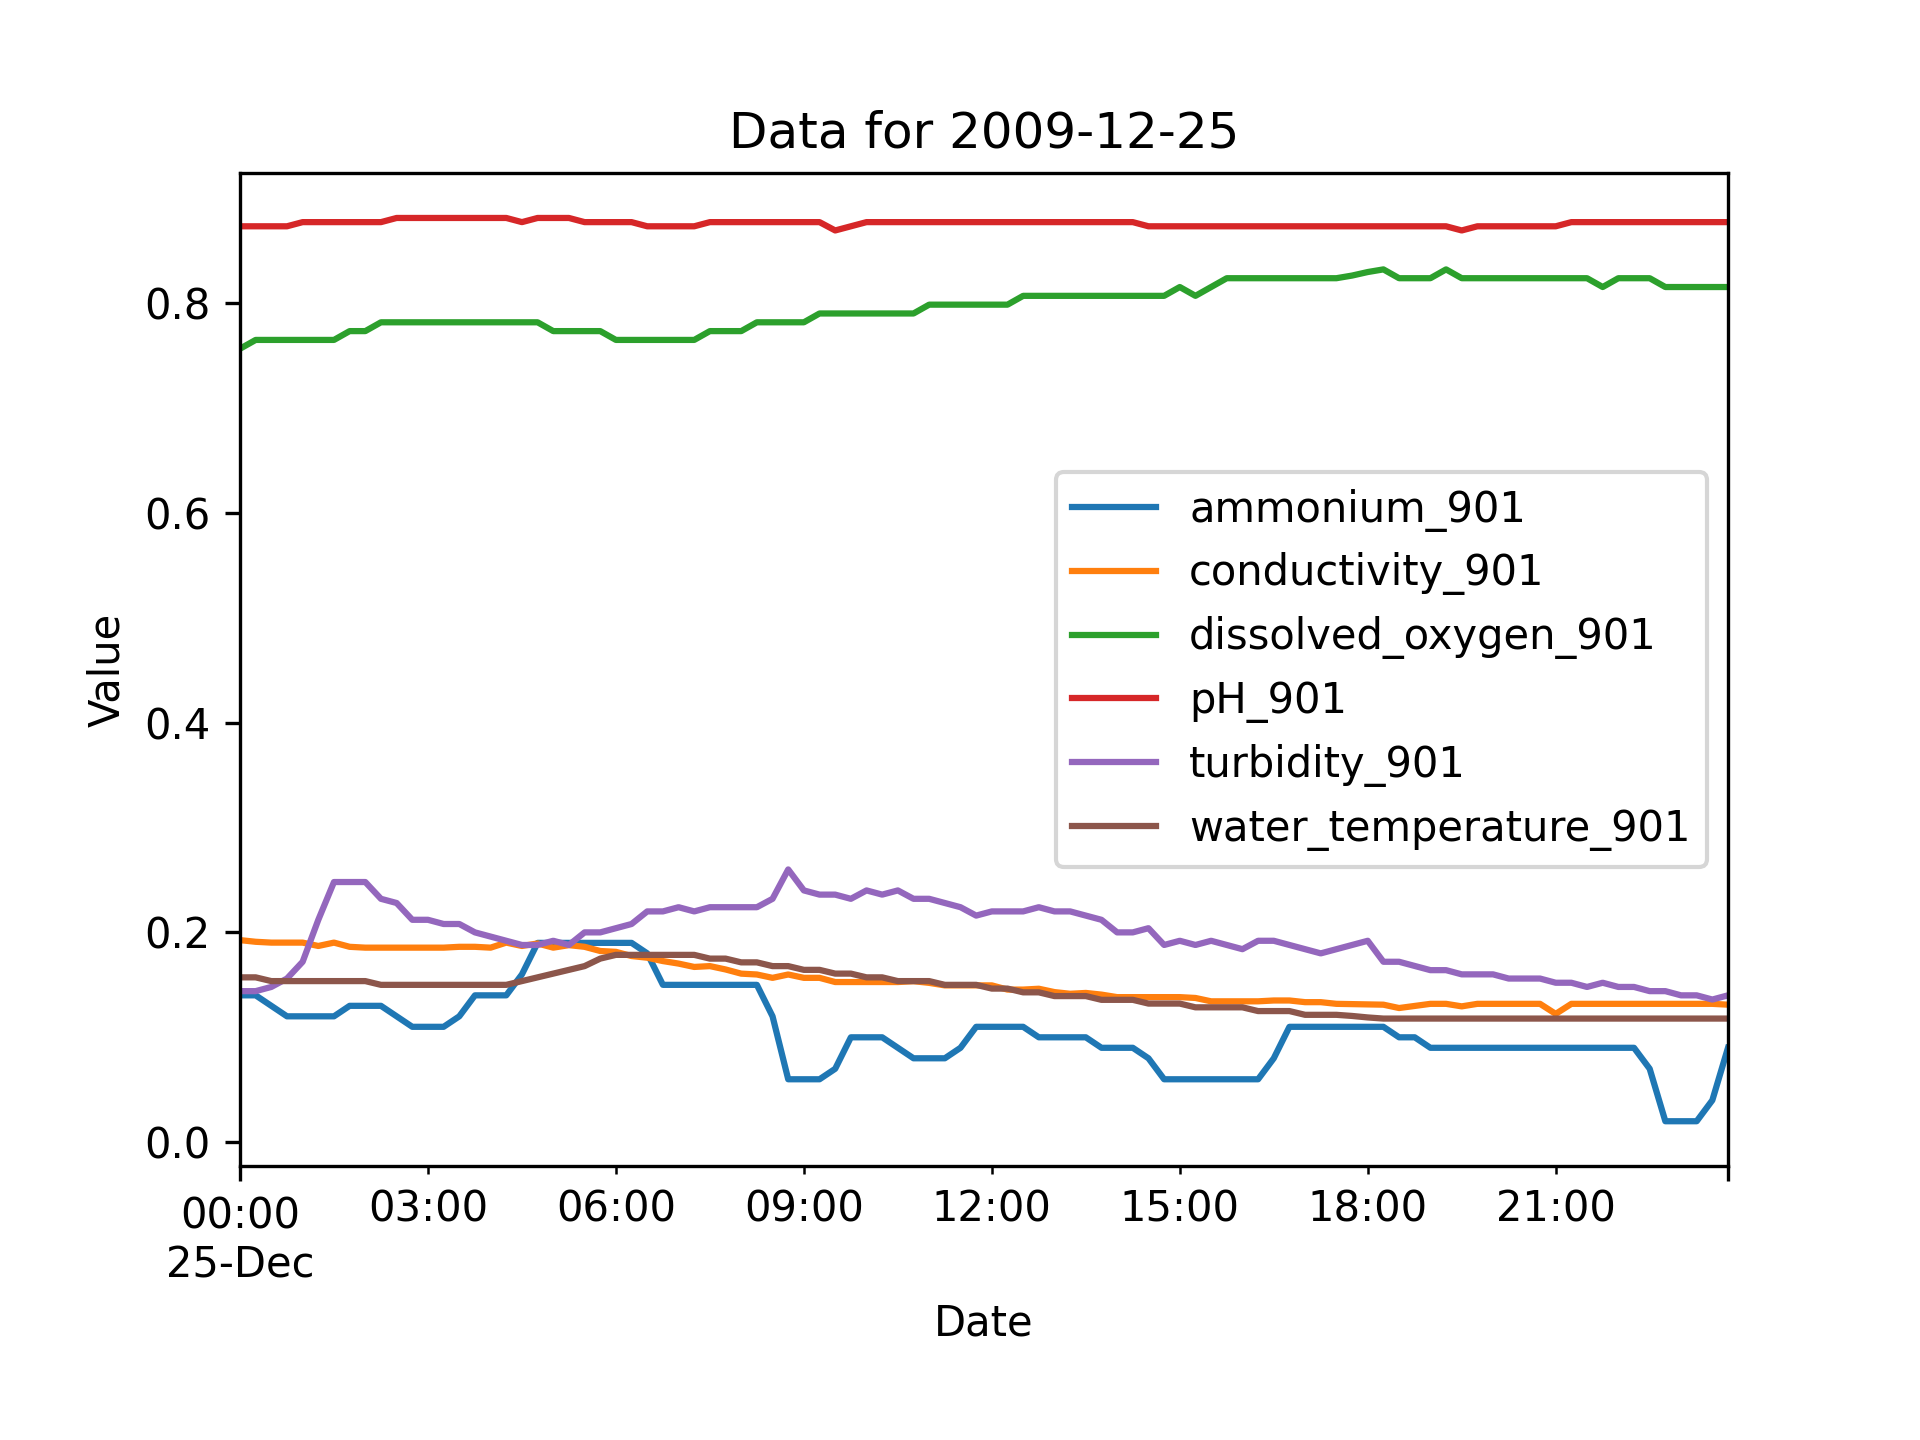 Data for 2009-12-25
Value
0.8
0.6
0.4
0.2
0.0
ammonium_901
conductivity_901
dissolved_oxygen_901
pH_901
turbidity_901
water_temperature_901
00:00 03:00 06:00 09:00 12:00 15:00 18:00 21:00
25-Dec
Date